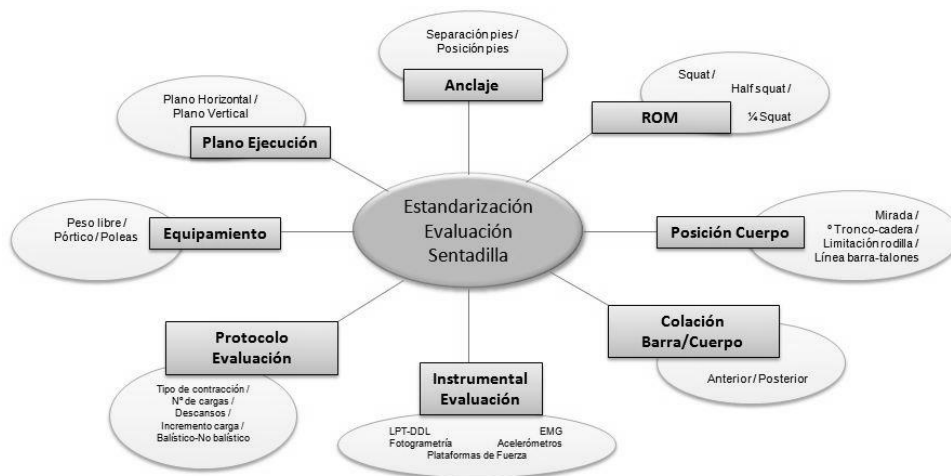 Separación pies /
Posición pies
Anclaje
Squat /
Half squat /
¼ Squat
ROM
Plano Horizontal /
Plano Vertical
Plano Ejecución
Estandarización
Evaluación
Sentadilla
Peso libre /
Pórtico / Poleas
Equipamiento
Posición Cuerpo
Mirada /
º Tronco-cadera /
Limitación rodilla /
Línea barra-talones
Protocolo
Evaluación
Tipo de contracción /
Nº de cargas /
Descansos /
Incremento carga /
Balístico-No balístico
Instrumental
Evaluación
LPT-DDL EMG
Fotogrametría Acelerómetros
Plataformas de Fuerza
Colación
Barra/Cuerpo
Anterior / Posterior